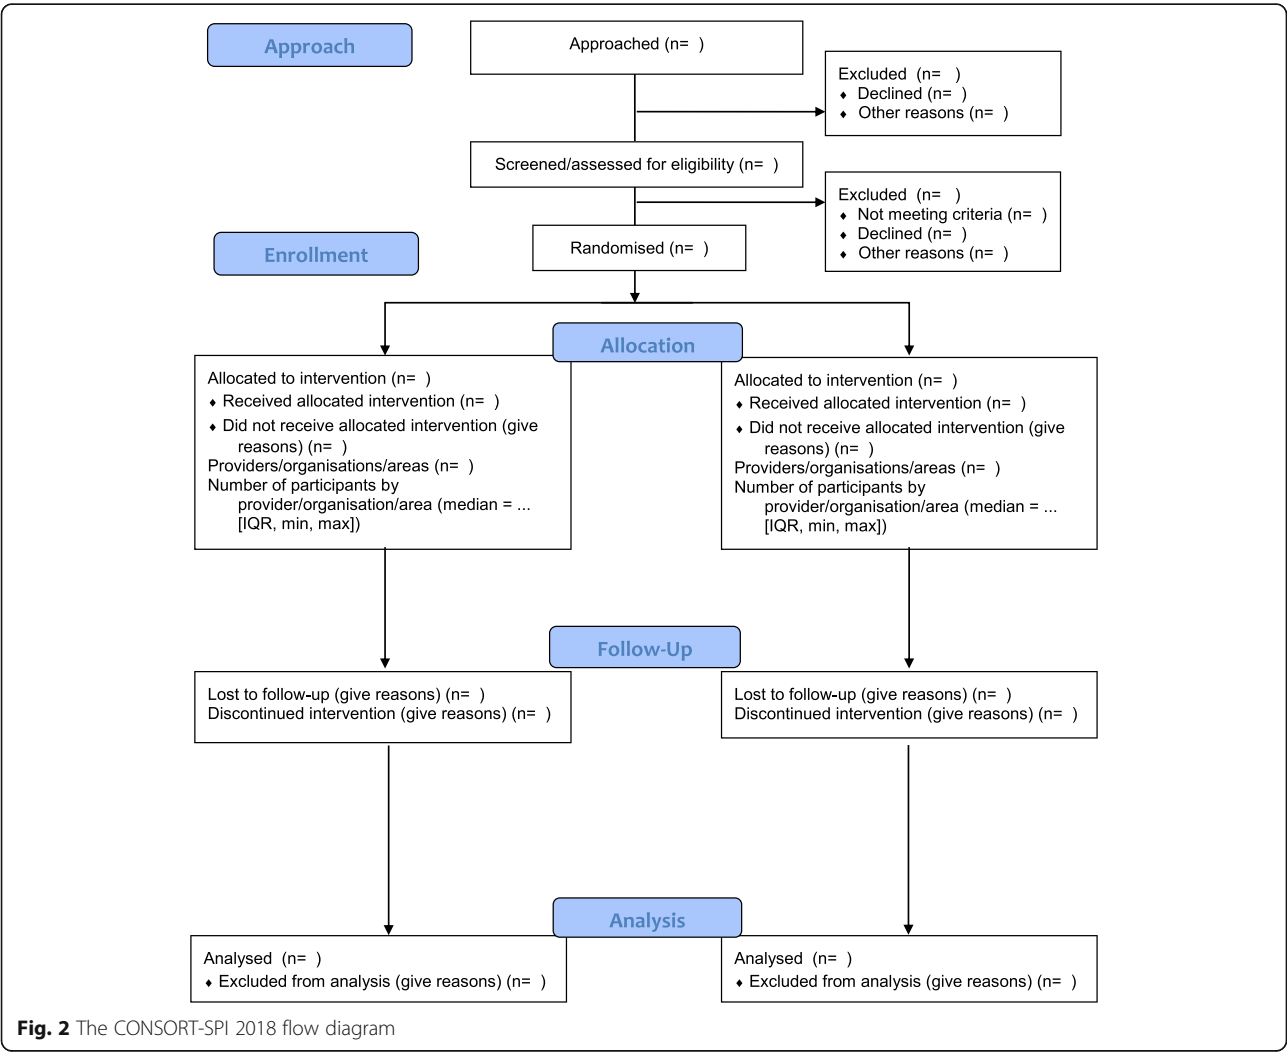 Approach
Approached (n=  )
Excluded  (n=   )
♦ Declined (n=  )
♦ Other reasons (n=  )
Screened/assessed for eligibility (n=  )
Excluded  (n=   )
♦ Not meeting criteria (n=  )
♦ Declined (n=  )
♦ Other reasons (n=  )
Enrollment
Randomised (n=  )
Allocation
Allocated to intervention (n=  )
♦ Received allocated intervention (n=  )
♦ Did not receive allocated intervention (give
reasons) (n=  )
Providers/organisations/areas (n=  )
Number of participants by
provider/organisation/area (median = ...
[IQR, min, max])
Allocated to intervention (n=  )
♦ Received allocated intervention (n=  )
♦ Did not receive allocated intervention (give
reasons) (n=  )
Providers/organisations/areas (n=  )
Number of participants by
provider/organisation/area (median = ...
[IQR, min, max])
Follow-Up
Lost to follow-up (give reasons) (n=  )
Discontinued intervention (give reasons) (n=  )
Lost to follow-up (give reasons) (n=  )
Discontinued intervention (give reasons) (n=  )
Analysis
Analysed  (n=  )
♦ Excluded from analysis (give reasons) (n=  )
Analysed  (n=  )
♦ Excluded from analysis (give reasons) (n=  )
Fig. 2 The CONSORT-SPI 2018 flow diagram